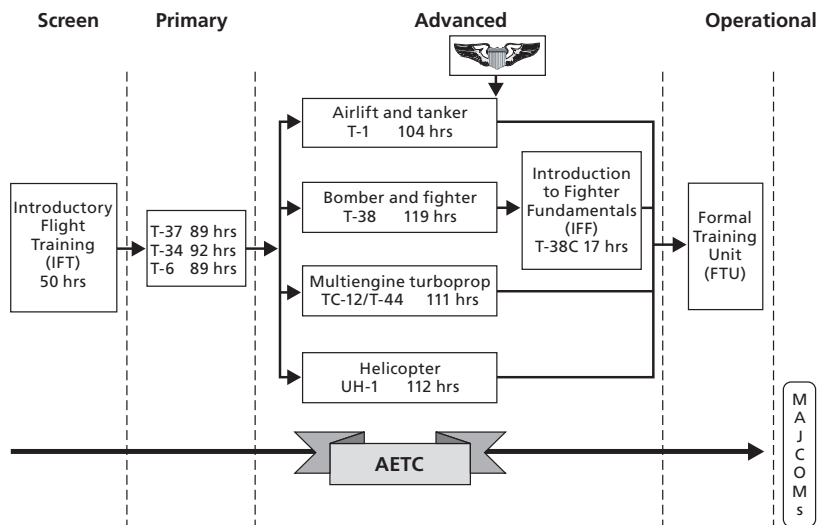 Screen
Primary
Advanced
Operational
Introductory
Flight
Training
(IFT)
50 hrs
T-37 89 hrs
T-34 92 hrs
T-6 89 hrs
Airlift and tanker
T-1 104 hrs
Bomber and fighter
T-38 119 hrs
Multiengine turboprop
TC-12/T-44 111 hrs
Helicopter
UH-1 112 hrs
Introduction
to Fighter
Fundamentals
(IFF)
T-38C 17 hrs
Formal
Training
Unit
(FTU)
AETC
M
A
J
C
O
M
s